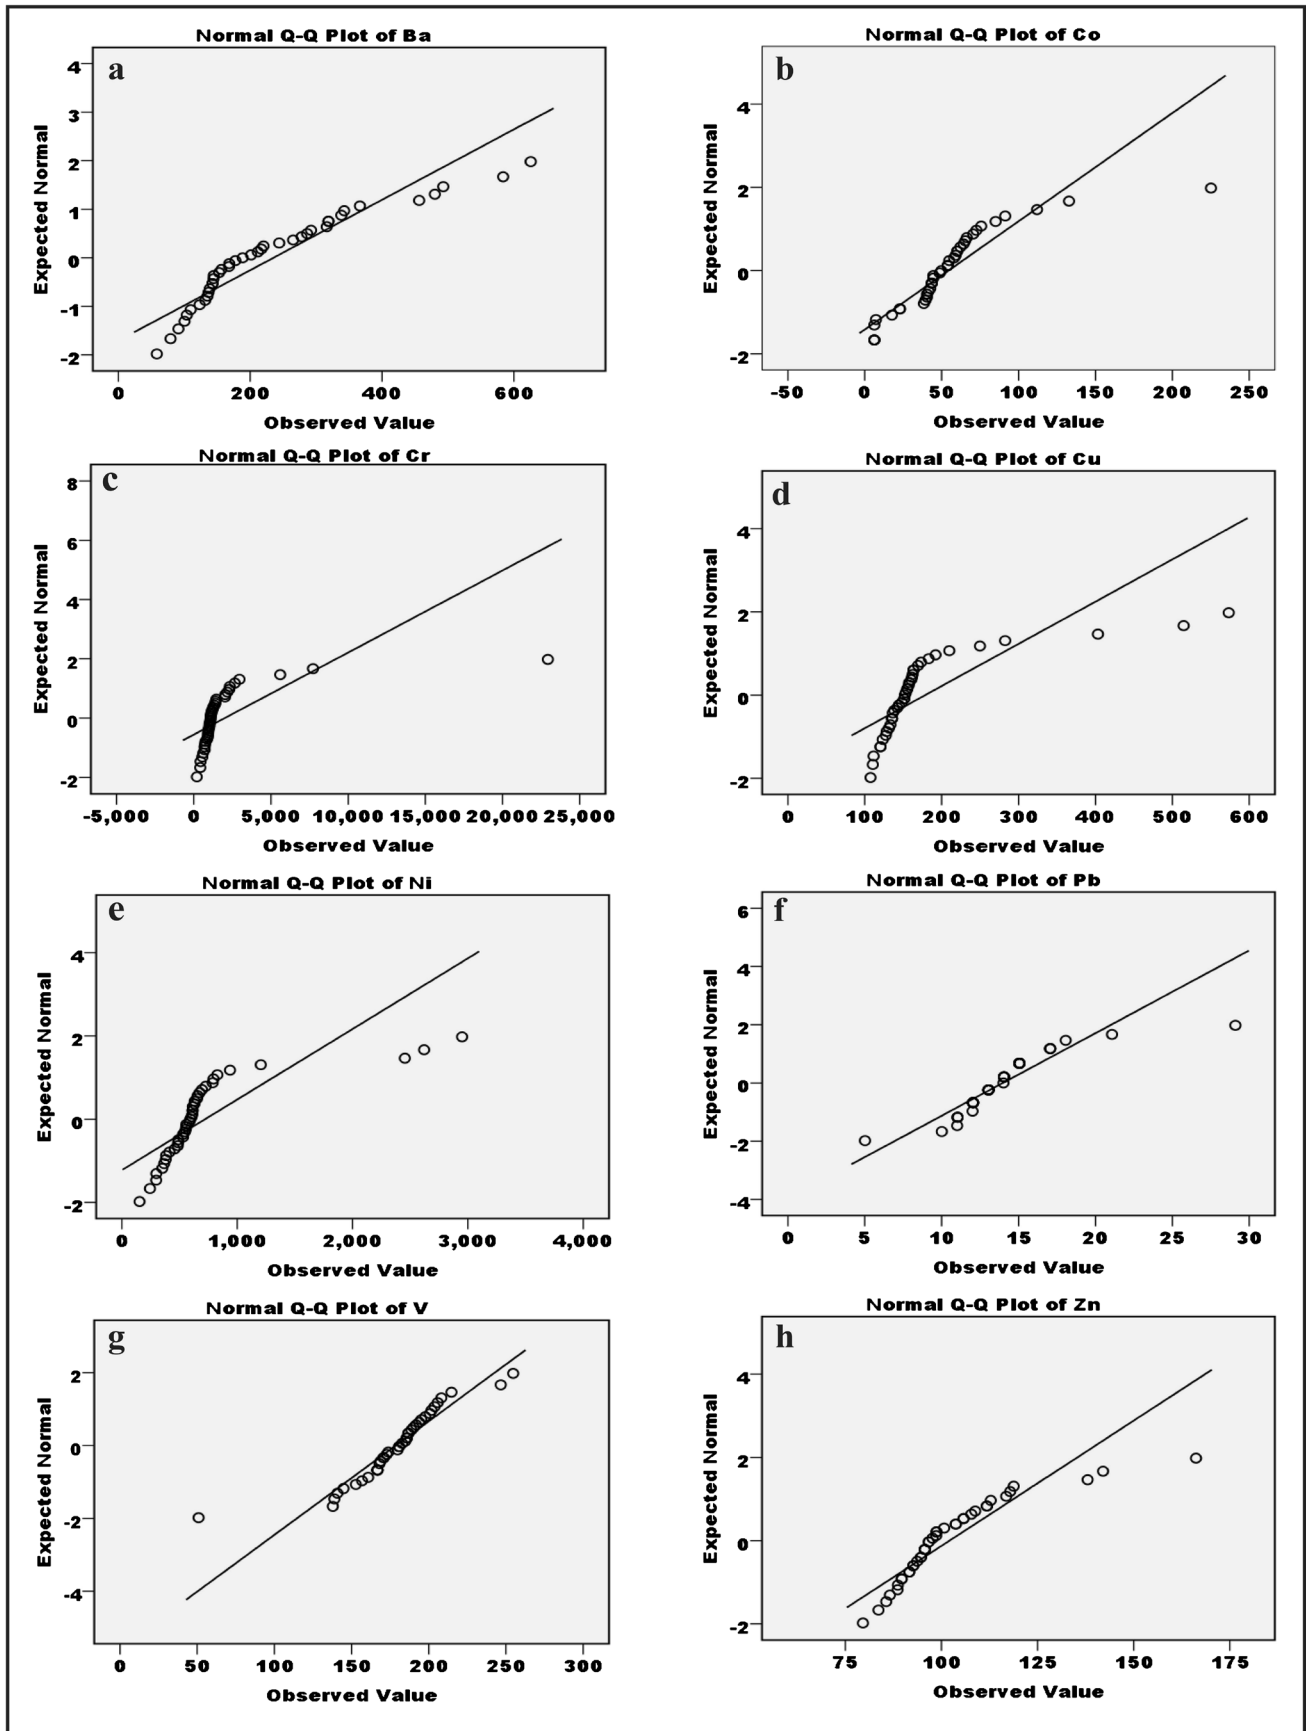 Normal Q-Q Plot of Ba
a
Expected Normal
4
3
2
1
0
-1
-2
0 200 400 600
Observed Value
Normal Q-Q Plot of Co
b
Expected Normal
4
2
0
-2
-50 0 50 100 150 200 250
Observed Value
Normal Q-Q Plot of Cr
c
Expected Normal
8
6
4
2
0
-2
-5,000 0 5,000 10,000 15,000 20,000 25,000
Observed Value
Normal Q-Q Plot of Cu
d
Expected Normal
4
2
0
-2
0 100 200 300 400 500 600
Observed Value
Normal Q-Q Plot of Ni
e
Expected Normal
4
2
0
-2
0 1,000 2,000 3,000 4,000
Observed Value
Normal Q-Q Plot of Pb
f
Expected Normal
6
4
2
0
-2
-4
0 5 10 15 20 25 30
Observed Value
Normal Q-Q Plot of V
g
Expected Normal
2
0
-2
-4
0 50 100 150 200 250 300
Observed Value
Normal Q-Q Plot of Zn
h
Expected Normal
4
2
0
-2
75 100 125 150 175
Observed Value